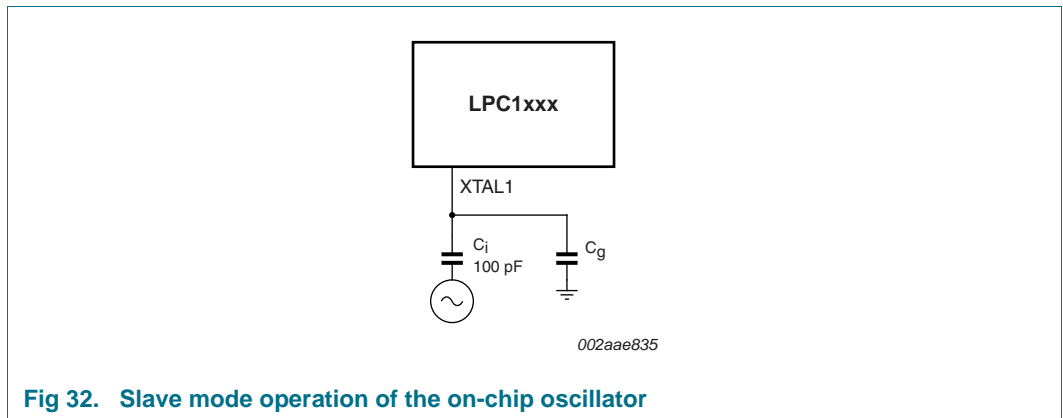 LPC1xxx
XTAL1
Ci
100 pF
Cg
002aae835
Fig 32. Slave mode operation of the on-chip oscillator